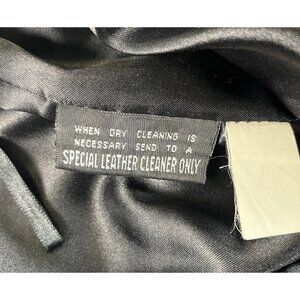 WHEN DRY CLEANING IS
NECESSARY SEND TO A
SPECIAL LEATHER CLEANER ONLY